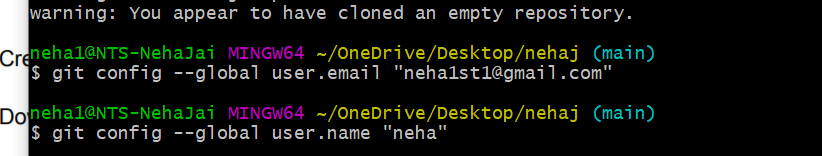 warning: You appear to have cloned an empty repository.
neha1@NTS-NehaJai MINGW64 ~/OneDrive/Desktop/nehaj (main)
$ git config --global user.email "neha1st1@gmail.com"
neha1@NTS-NehaJai MINGW64 ~/OneDrive/Desktop/nehaj (main)
$ git config --global user.name "neha"